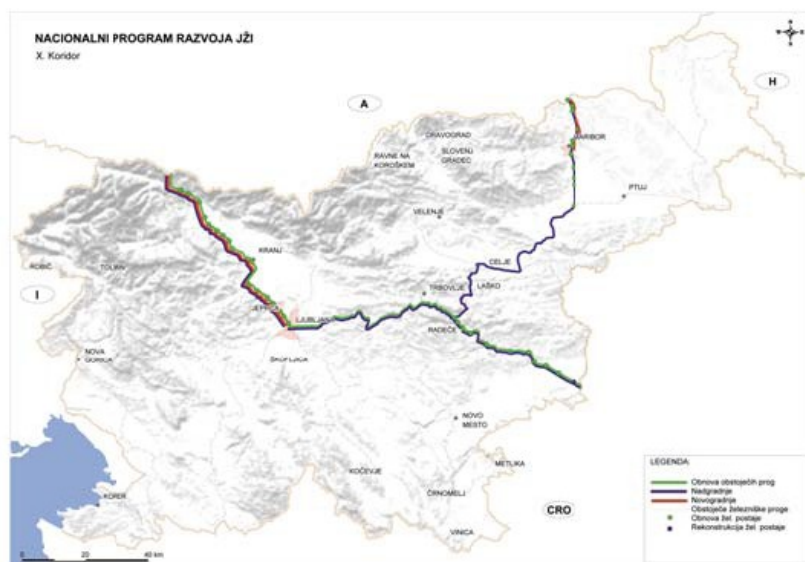 NACIONALNI PROGRAM RAZVOJA JŽI
X. Koridor
H
A
DRAVOGRAD
MARIBOR
RAVNE NA
KOROŠKEM
SLOVENJ
GRADEC
PTUJ
VELENJE
KRANJ
CELJE
ROBIČ
TOLMIN
I
TRBOVLJE
LAŠKO
LJUBLJANA
RADEČE
NOVA
GORICA
ŠKOFLJICA
NOVO
MESTO
METLIKA
KOČEVJE
KOPER
ČRNOMELJ
CRO
VINICA
LEGENDA:
Obnova obstoječih prog
Nadgradnje
Novogradnje
Obstoječe železniške proge
Obnova žel. postaje
Rekonstrukcija žel. postaje
0 20 40 km